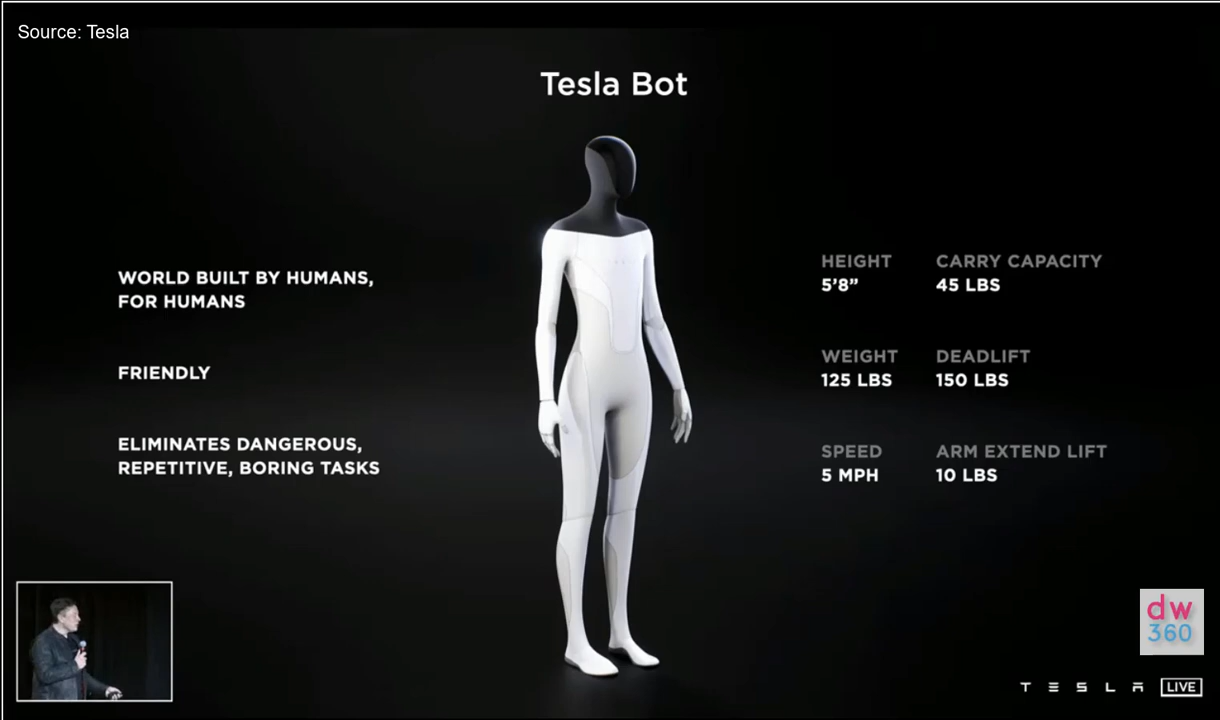 Source: Tesla
Tesla Bot
WORLD BUILT BY HUMANS,
FOR HUMANS
FRIENDLY
ELIMINATES DANGEROUS,
REPETITIVE, BORING TASKS
HEIGHT
5’8”
CARRY CAPACITY
45 LBS
WEIGHT
125 LBS
DEADLIFT
150 LBS
SPEED
5 MPH
ARM EXTEND LIFT
10 LBS
dw
360
TESLA LIVE